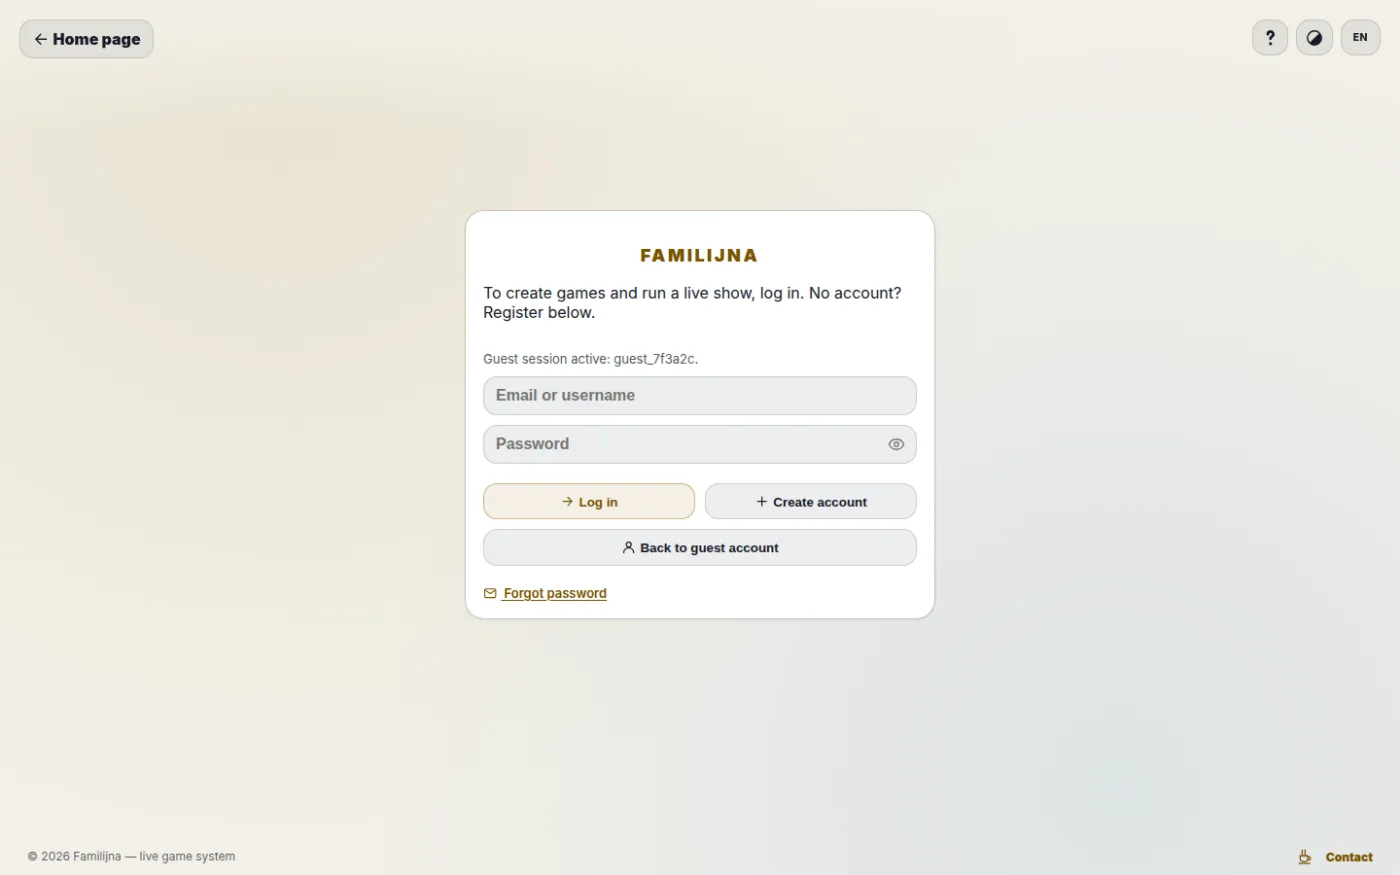 Home page
?
EN
FAMILIJNA
To create games and run a live show, log in. No account?
Register below.
Guest session active: guest_7f3a2c.
Email or username
Password
Log in
Create account
Back to guest account
Forgot password
© 2026 Familijna — live game system
Contact